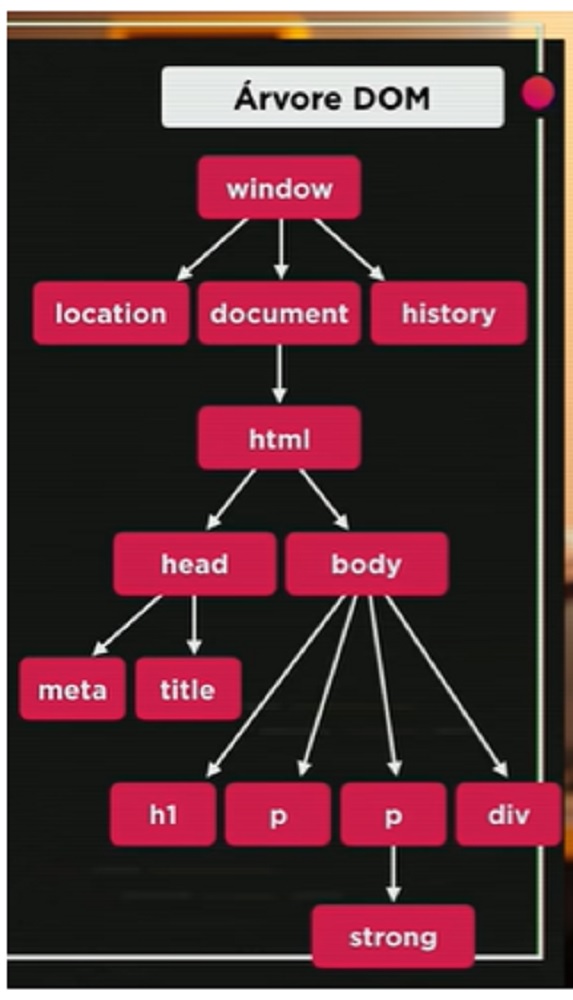 Árvore DOM
window
location document history
html
head body
meta title
h1 p p div
strong